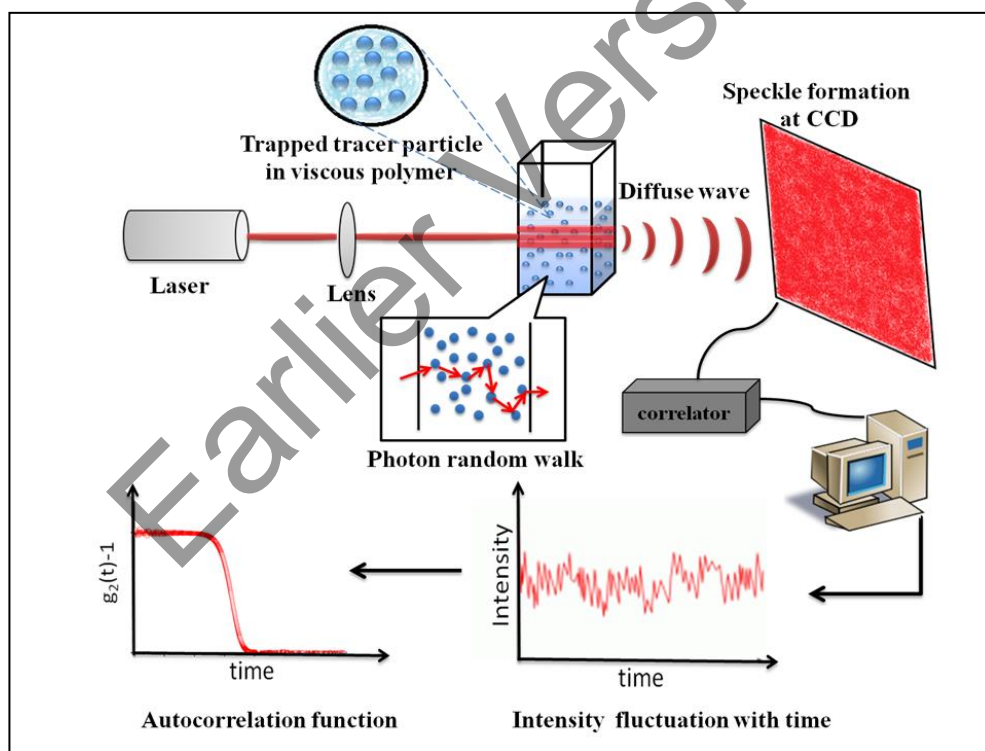 Earlier Versi
Speckle formation
at CCD
Trapped tracer particle
in viscous polymer
Diffuse wave
Laser
Lens
correlator
Photon random walk
g₂(t)-1
time
Intensity
time
Autocorrelation function
Intensity fluctuation with time